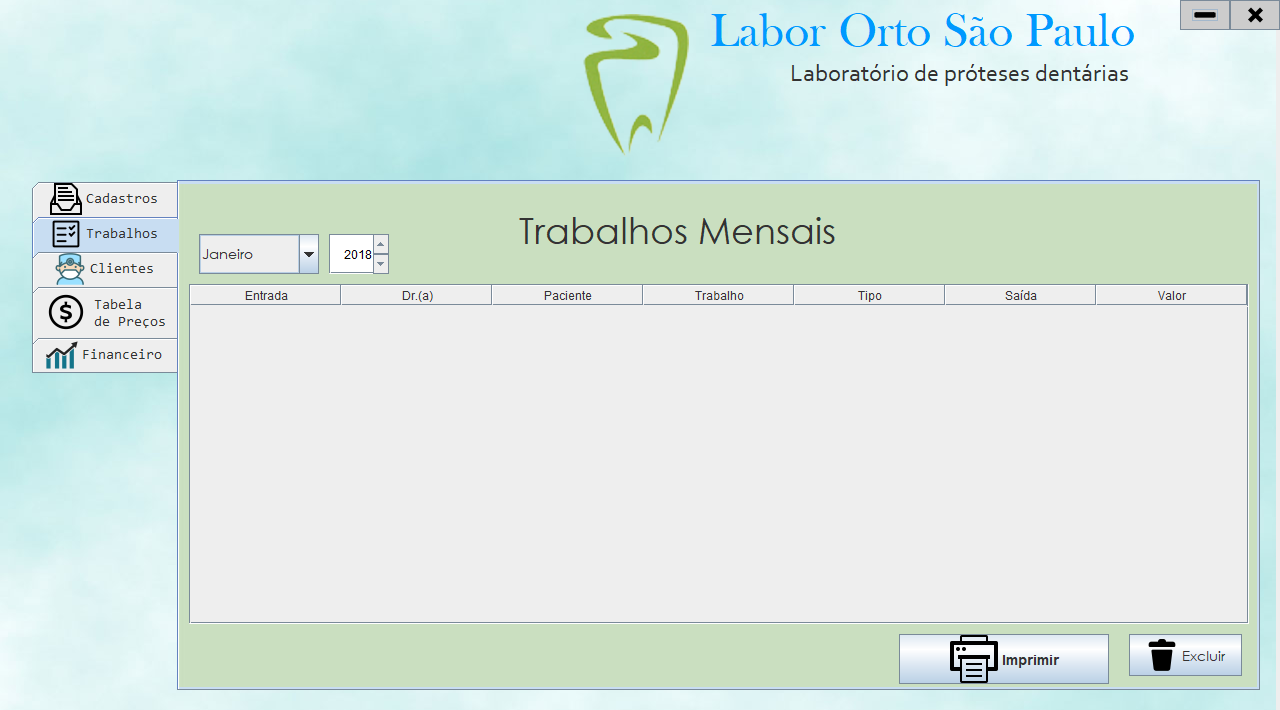 Labor Orto São Paulo
Laboratório de próteses dentárias
Cadastros
Trabalhos
Clientes
Tabela
de Preços
Financeiro
Trabalhos Mensais
Janeiro 2018
Entrada Dr.(a) Paciente Trabalho Tipo Saída Valor
Imprimir Excluir